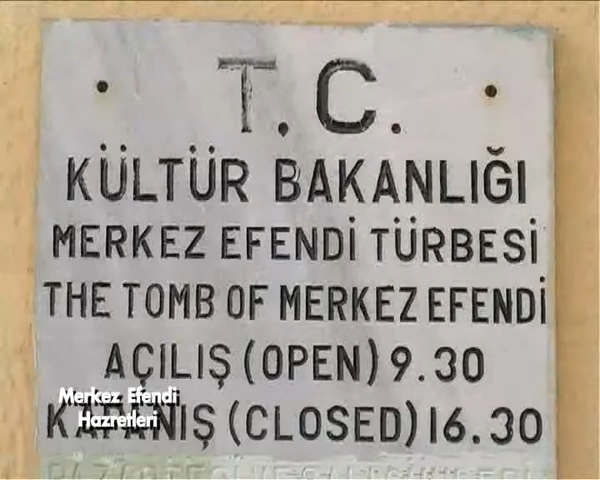 T.C.
KÜLTÜR BAKANLIĞI
MERKEZ EFENDİ TÜRBESİ
THE TOMB OF MERKEZ EFENDİ
AÇILIŞ (OPEN) 9.30
KAPANIŞ (CLOSED) 16.30
Merkez Efendi
Hazretleri